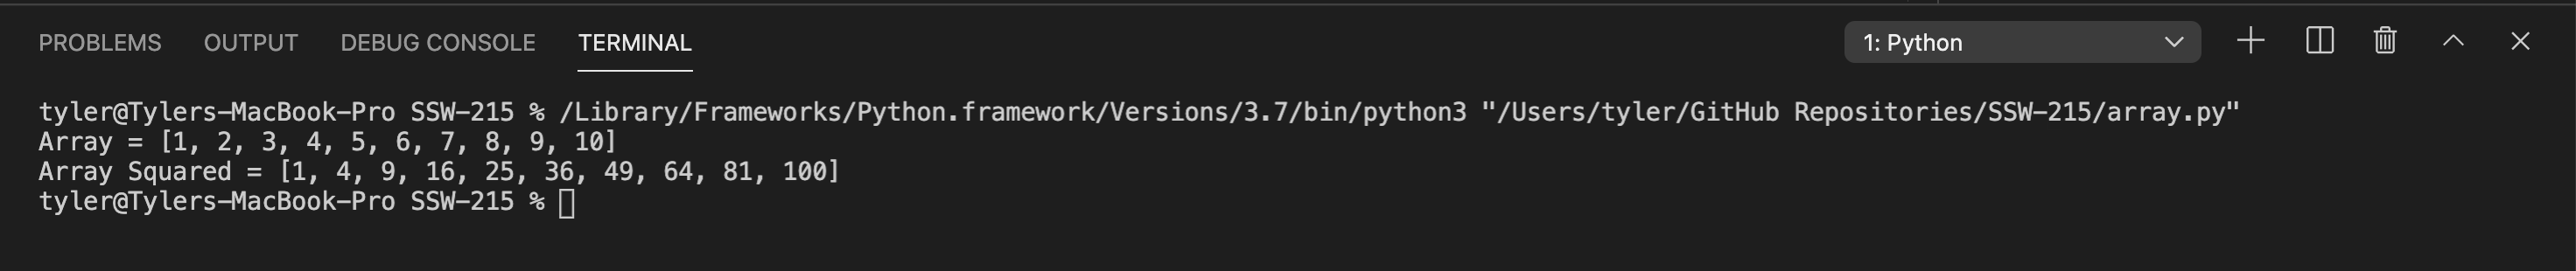 PROBLEMS OUTPUT DEBUG CONSOLE TERMINAL 1: Python
tyler@Tylers-MacBook-Pro SSW-215 % /Library/Frameworks/Python.framework/Versions/3.7/bin/python3 "/Users/tyler/GitHub Repositories/SSW-215/array.py"
Array = [1, 2, 3, 4, 5, 6, 7, 8, 9, 10]
Array Squared = [1, 4, 9, 16, 25, 36, 49, 64, 81, 100]
tyler@Tylers-MacBook-Pro SSW-215 %